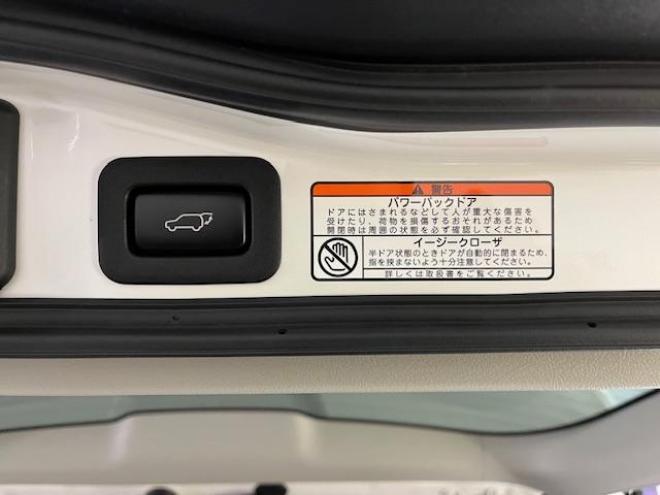 ⚠ 警告
パワーバックドア
ドアにはさまれるなどして人が重大な傷害を
受けたり、荷物を損傷するおそれがあるため
開閉時は周囲の状態を必ず確認してください。
イージークローザ
半ドア状態のときドアが自動的に閉まるため、
指を挟まないよう十分注意してください。
詳しくは取扱書をご覧ください。